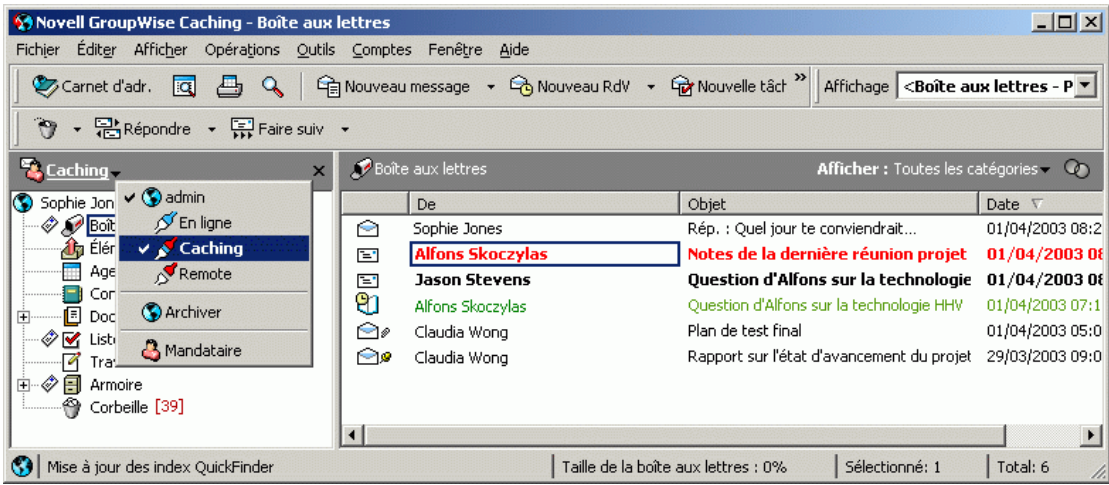 Novell GroupWise Caching - Boîte aux lettres
Fichier Éditer Afficher Opérations Outils Comptes Fenêtre Aide
Carnet d'adr. Nouveau message Nouveau RdV Nouvelle tâch » Affichage <Boîte aux lettres - P
Répondre Faire suiv
Caching
Boîte aux lettres Afficher : Toutes les catégories
Sophie Jon
Boît
Élér
Age
Cor
Doc
List
Tra
Armoire
Corbeille [39]
admin
En ligne
Caching
Remote
Archiver
Mandataire
De Objet Date
Sophie Jones Rép. : Quel jour te conviendrait... 01/04/2003 08:2
Alfons Skoczylas Notes de la dernière réunion projet 01/04/2003 08
Jason Stevens Question d'Alfons sur la technologie 01/04/2003 08
Alfons Skoczylas Question d'Alfons sur la technologie HHV 01/04/2003 07:1
Claudia Wong Plan de test final 01/04/2003 05:0
Claudia Wong Rapport sur l'état d'avancement du projet 29/03/2003 09:0
Mise à jour des index QuickFinder Taille de la boîte aux lettres : 0% Sélectionné: 1 Total: 6